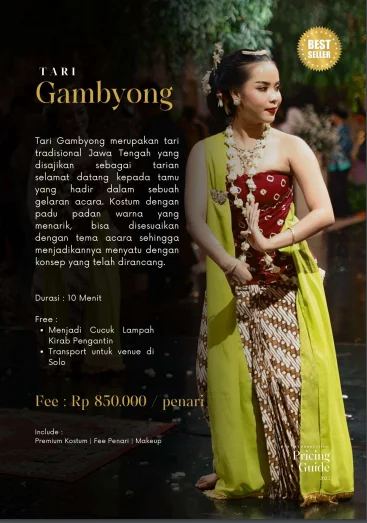 BEST
SELLER
TARI
Gambyong
Tari Gambyong merupakan tari
tradisional Jawa Tengah yang
disajikan sebagai tarian
selamat datang kepada tamu
yang hadir dalam sebuah
gelaran acara. Kostum dengan
padu padan warna yang
menarik, bisa disesuaikan
dengan tema acara sehingga
menjadikannya menyatu dengan
konsep yang telah dirancang.
Durasi : 10 Menit
Free :
• Menjadi Cucuk Lampah
Kirab Pengantin
• Transport untuk venue di
Solo
Fee : Rp 850.000 / penari
Include :
Premium Kostum | Fee Penari | Makeup
Pricing
Guide